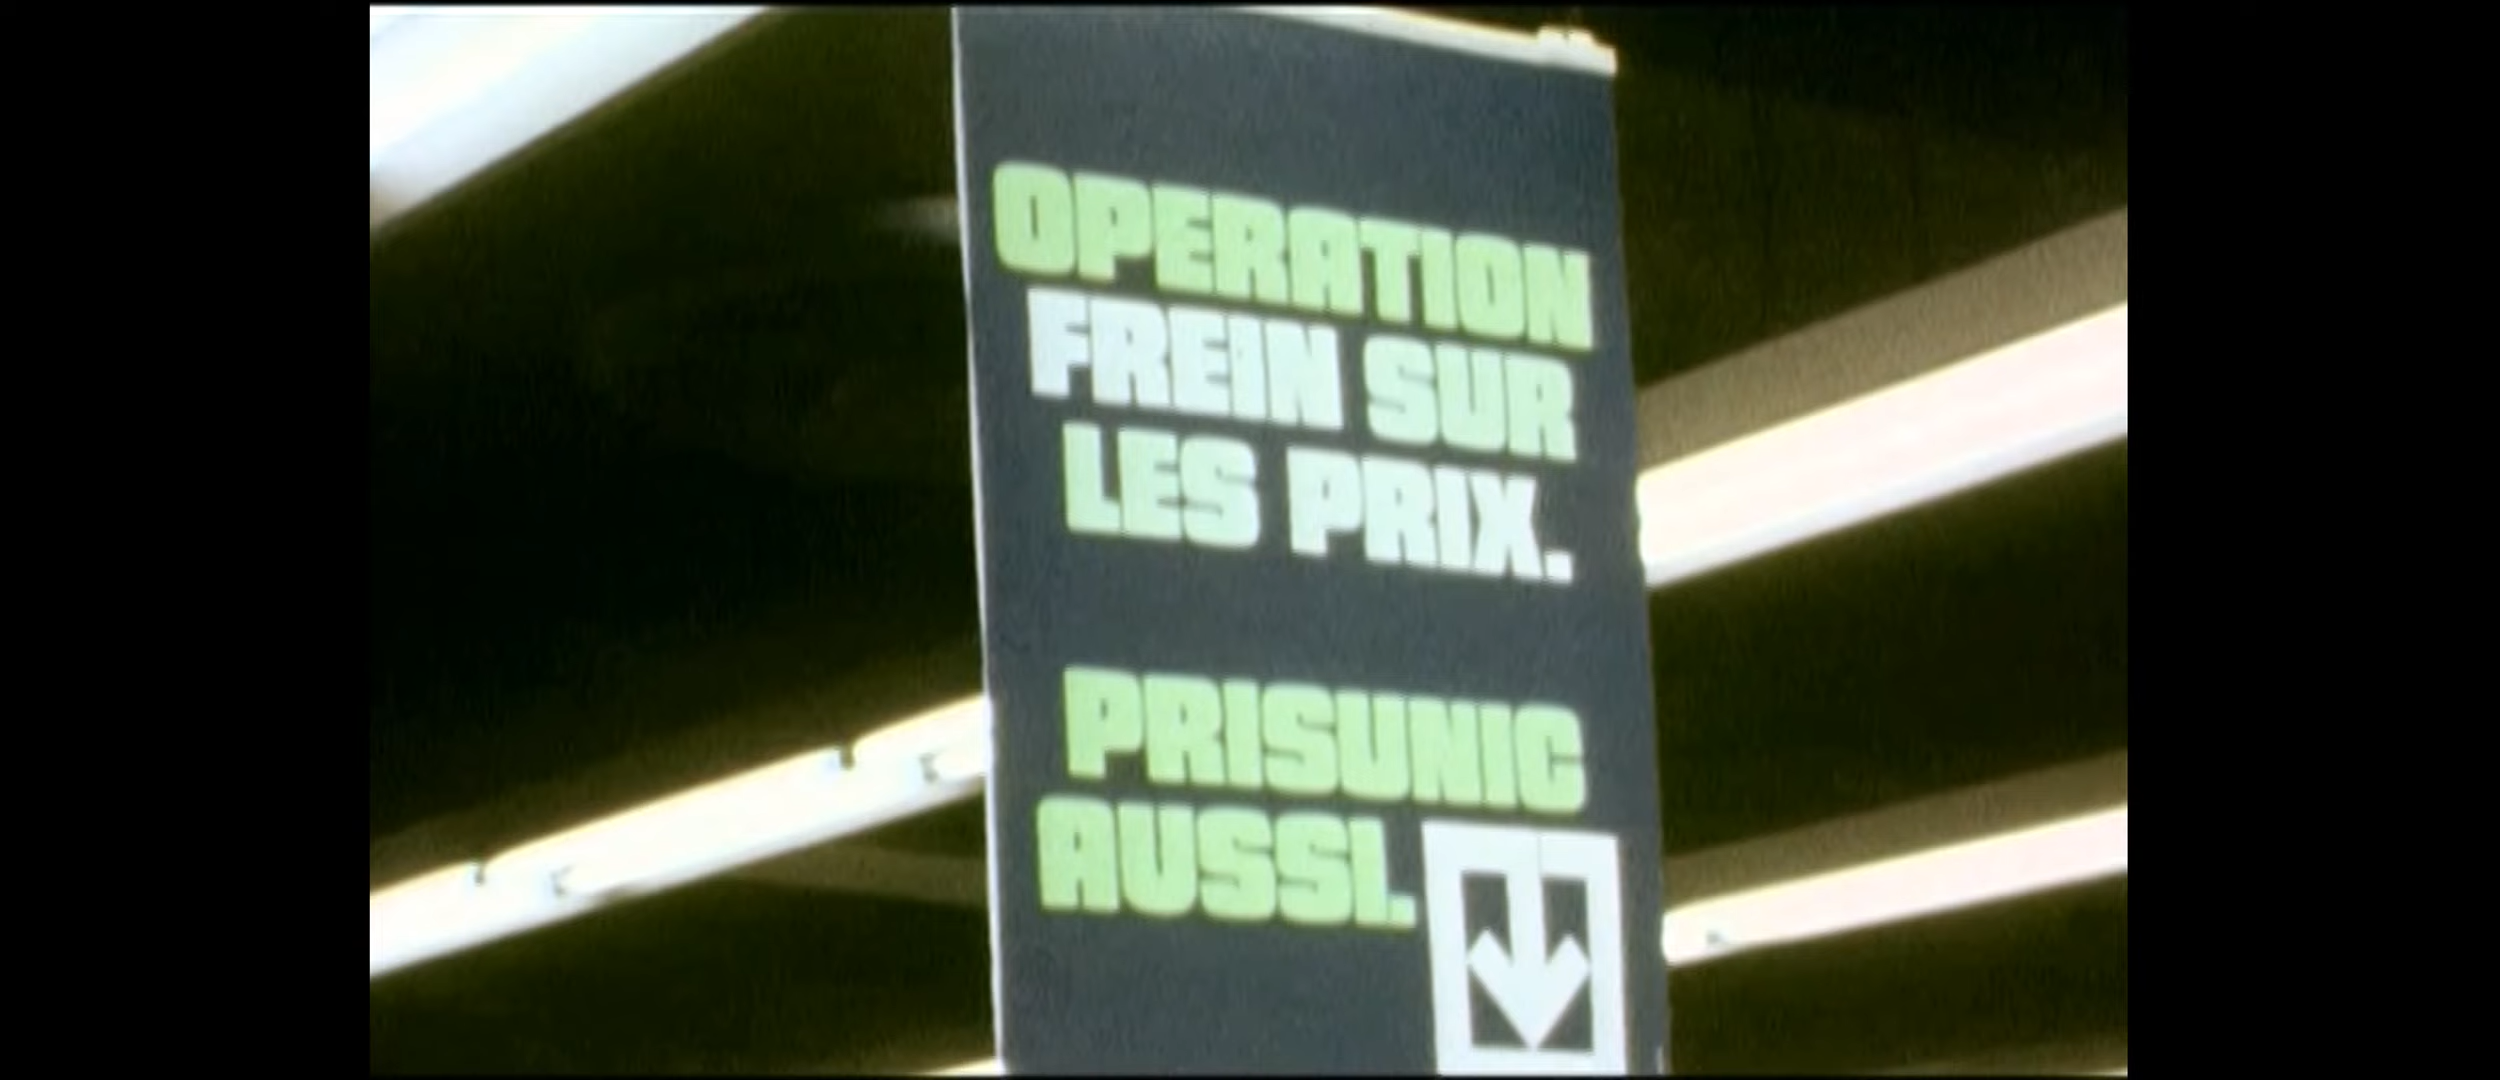 OPERATION
FREIN SUR
LES PRIX.
PRISUNIC
AUSSI.